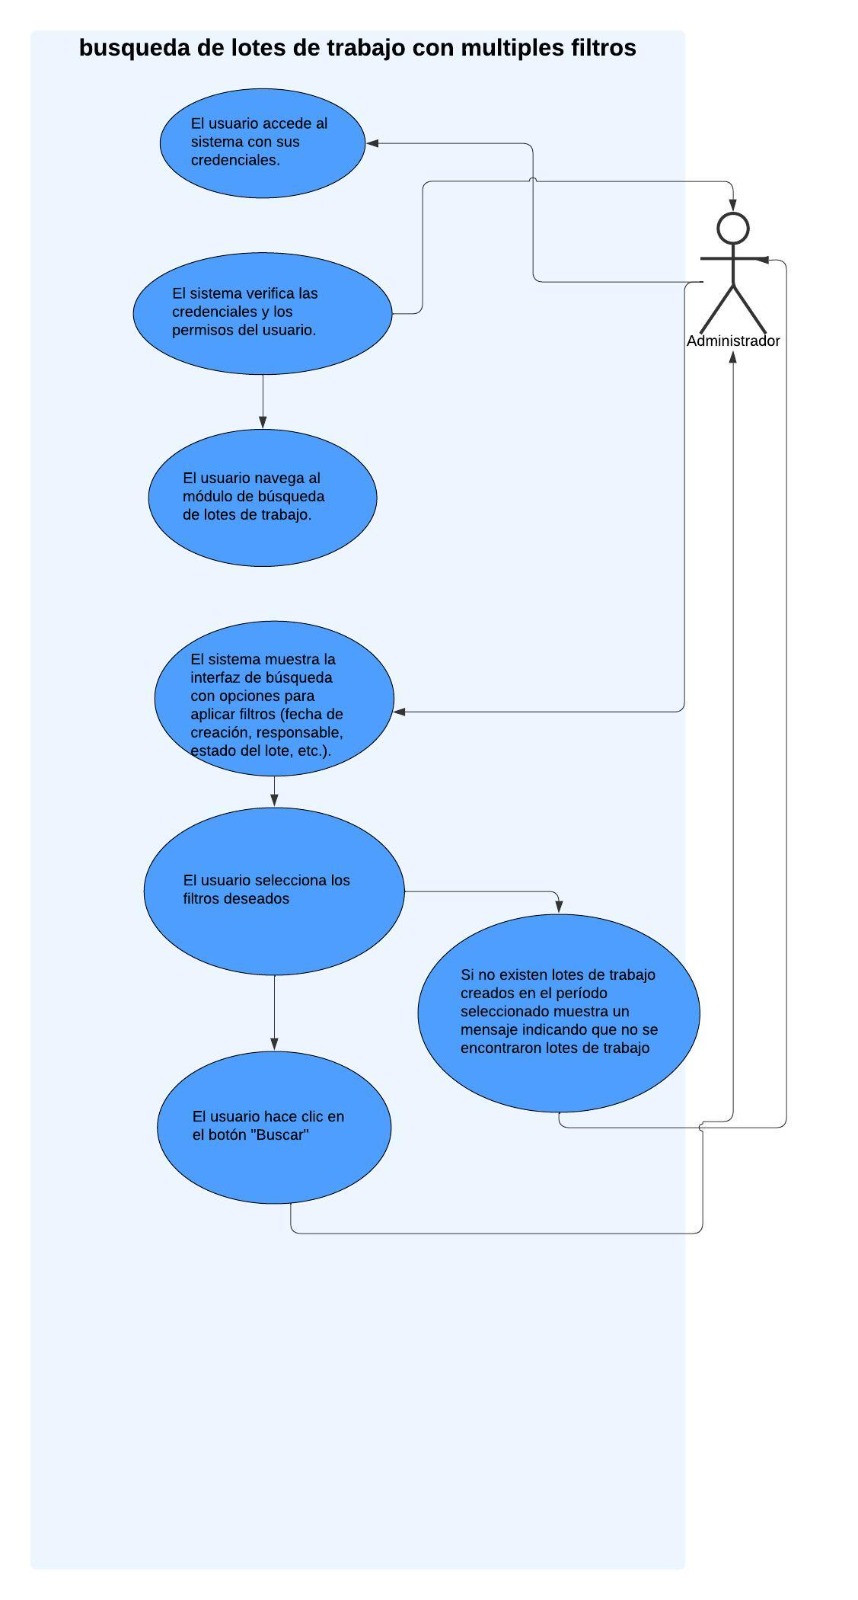 busqueda de lotes de trabajo con multiples filtros
El usuario accede al
sistema con sus
credenciales.
El sistema verifica las
credenciales y los
permisos del usuario.
Administrador
El usuario navega al
módulo de búsqueda
de lotes de trabajo.
El sistema muestra la
interfaz de búsqueda
con opciones para
aplicar filtros (fecha de
creación, responsable,
estado del lote, etc.).
El usuario selecciona los
filtros deseados
Si no existen lotes de trabajo
creados en el período
seleccionado muestra un
mensaje indicando que no se
encontraron lotes de trabajo
El usuario hace clic en
el botón "Buscar"